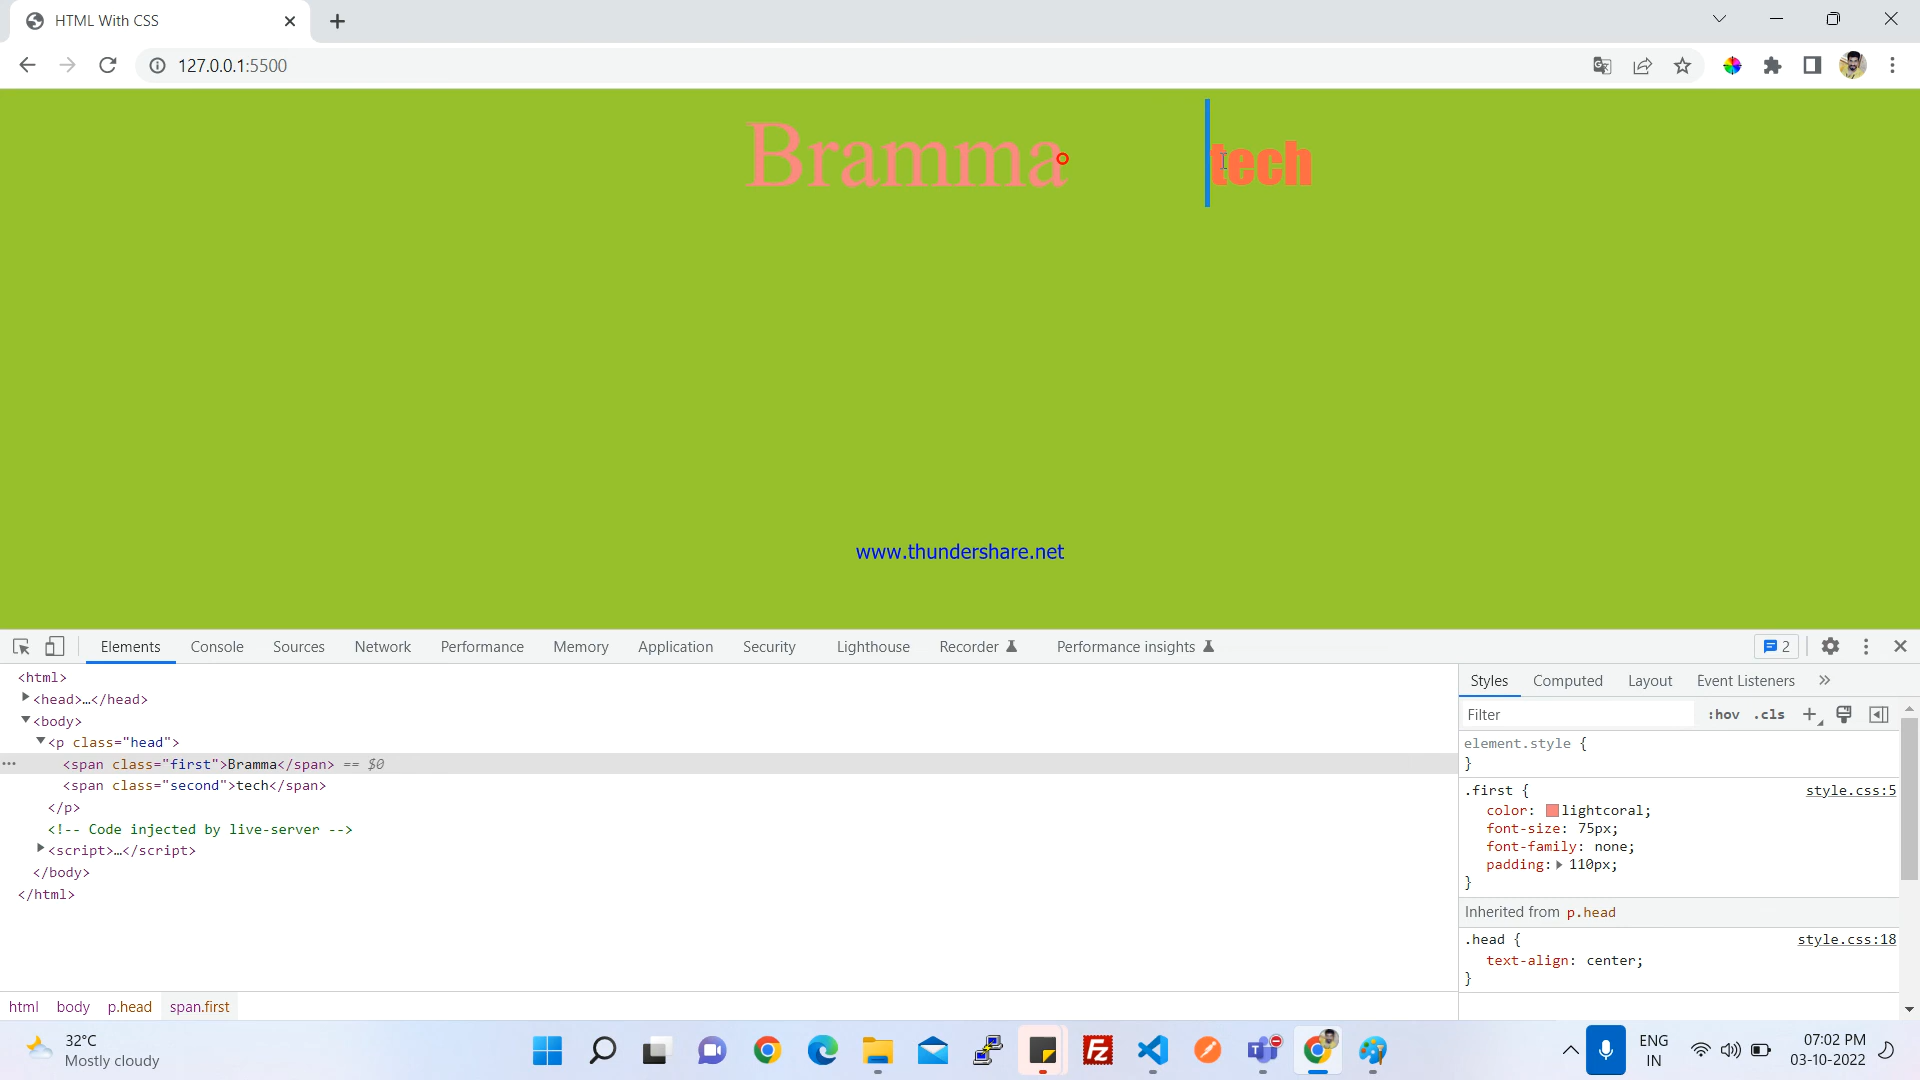 HTML With CSS
127.0.0.1:5500
Bramma tech
www.thundershare.net
Elements Console Sources Network Performance Memory Application Security Lighthouse Recorder Performance insights 2
<html>
<head>…</head>
<body>
<p class="head">
<span class="first">Bramma</span> == $0
<span class="second">tech</span>
</p>
<!-- Code injected by live-server -->
<script>…</script>
</body>
</html>
html body p.head span.first
Styles Computed Layout Event Listeners
Filter :hov .cls
element.style {
}
.first { style.css:5
color: lightcoral;
font-size: 75px;
font-family: none;
padding: 110px;
}
Inherited from p.head
.head { style.css:18
text-align: center;
}
32°C
Mostly cloudy
ENG
IN
07:02 PM
03-10-2022